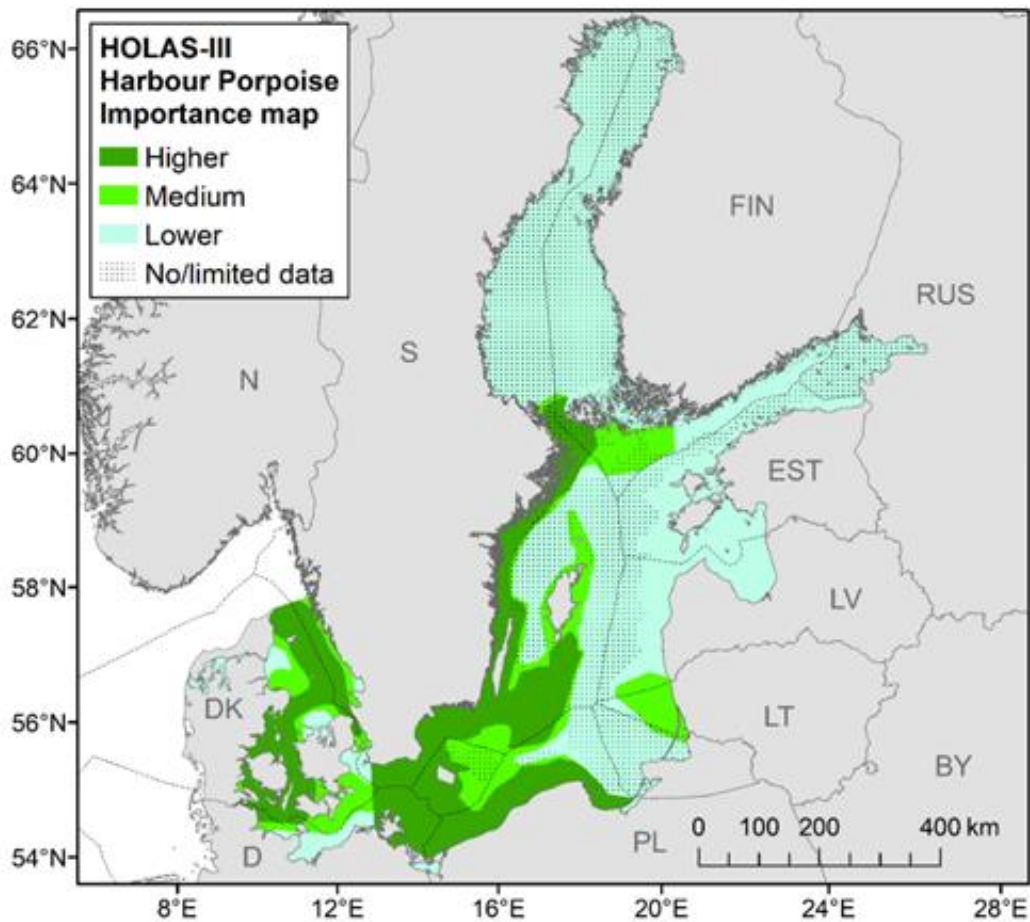 HOLAS-III
Harbour Porpoise
Importance map
Higher
Medium
Lower
No/limited data
66°N
64°N
62°N
60°N
58°N
56°N
54°N
FIN
RUS
S
N
EST
LV
DK
LT
BY
D
PL
0 100 200 400 km
8°E 12°E 16°E 20°E 24°E 28°E